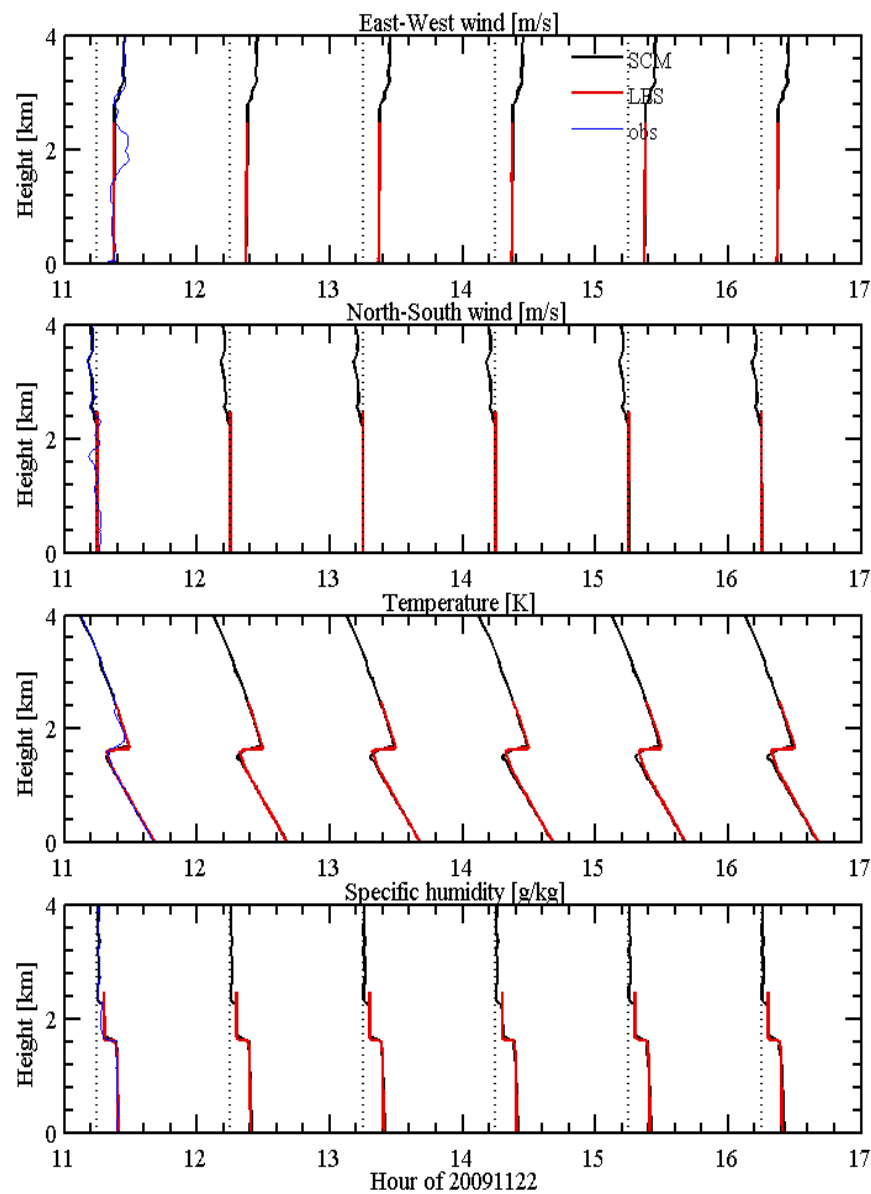 East-West wind [m/s]
4
SCM
LES
obs
2
Height [km]
0
11 12 13 14 15 16 17
North-South wind [m/s]
4
2
Height [km]
0
11 12 13 14 15 16 17
Temperature [K]
4
2
Height [km]
0
11 12 13 14 15 16 17
Specific humidity [g/kg]
4
2
Height [km]
0
11 12 13 14 15 16 17
Hour of 20091122